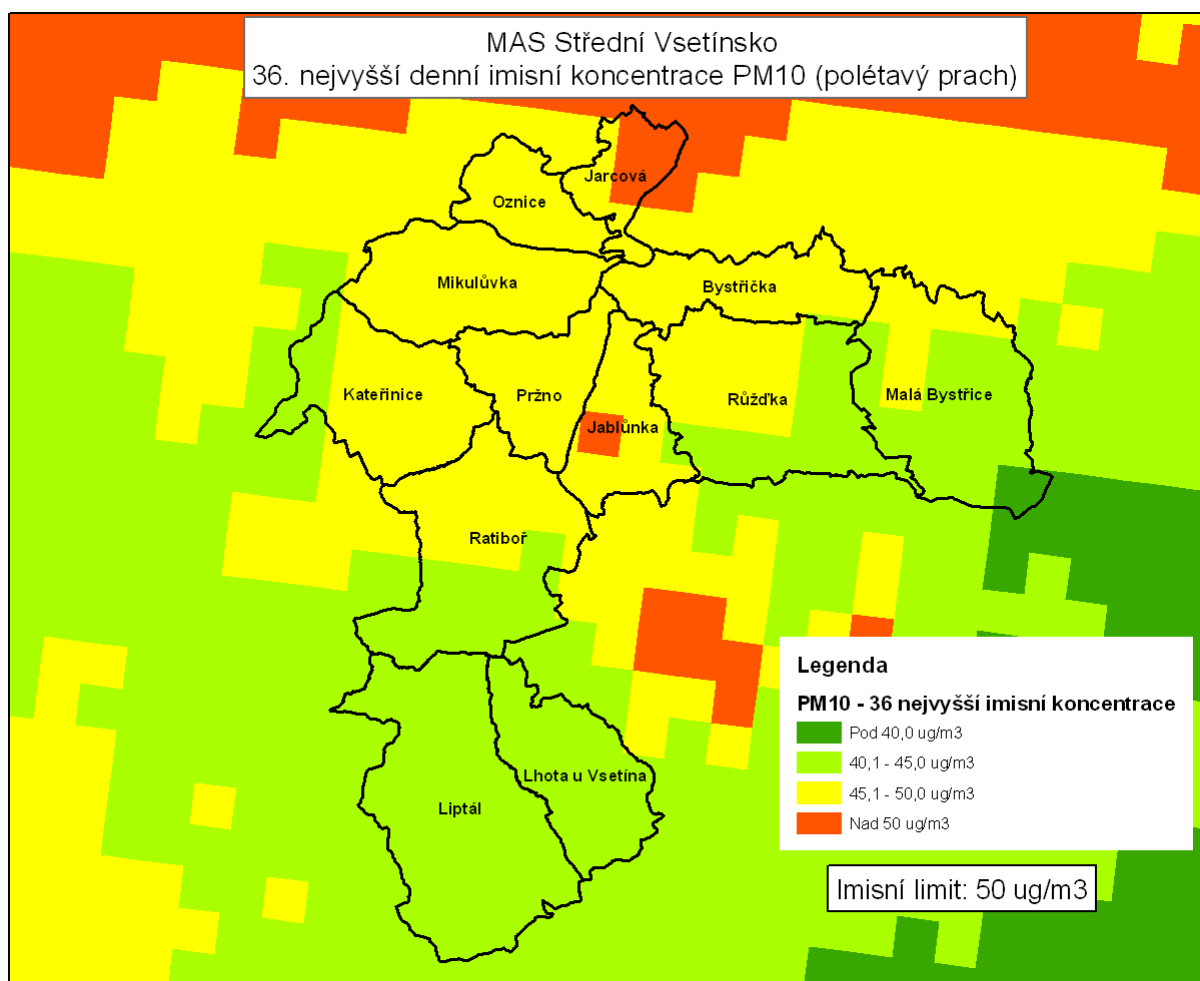 MAS Střední Vsetínsko
36. nejvyšší denní imisní koncentrace PM10 (polétavý prach)
Jarcová
Oznice
Mikulůvka
Bystřička
Kateřinice
Pržno
Růžďka
Malá Bystřice
Jablůnka
Ratiboř
Lhota u Vsetína
Liptál
Legenda
PM10 - 36 nejvyšší imisní koncentrace
Pod 40,0 ug/m3
40,1 - 45,0 ug/m3
45,1 - 50,0 ug/m3
Nad 50 ug/m3
Imisní limit: 50 ug/m3